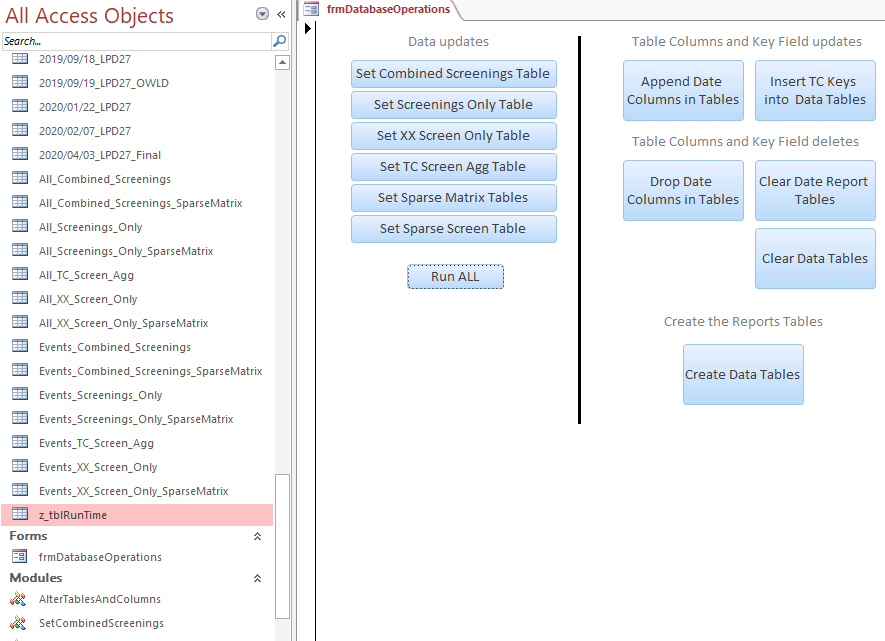 All Access Objects
Search...
2019/09/18_LPD27
2019/09/19_LPD27_OWLD
2020/01/22_LPD27
2020/02/07_LPD27
2020/04/03_LPD27_Final
All_Combined_Screenings
All_Combined_Screenings_SparseMatrix
All_Screenings_Only
All_Screenings_Only_SparseMatrix
All_TC_Screen_Agg
All_XX_Screen_Only
All_XX_Screen_Only_SparseMatrix
Events_Combined_Screenings
Events_Combined_Screenings_SparseMatrix
Events_Screenings_Only
Events_Screenings_Only_SparseMatrix
Events_TC_Screen_Agg
Events_XX_Screen_Only
Events_XX_Screen_Only_SparseMatrix
z_tblRunTime
Forms
frmDatabaseOperations
Modules
AlterTablesAndColumns
SetCombinedScreenings
frmDatabaseOperations
Data updates
Set Combined Screenings Table
Set Screenings Only Table
Set XX Screen Only Table
Set TC Screen Agg Table
Set Sparse Matrix Tables
Set Sparse Screen Table
Run ALL
Table Columns and Key Field updates
Append Date
Columns in Tables
Insert TC Keys
into Data Tables
Table Columns and Key Field deletes
Drop Date
Columns in Tables
Clear Date Report
Tables
Clear Data Tables
Create the Reports Tables
Create Data Tables